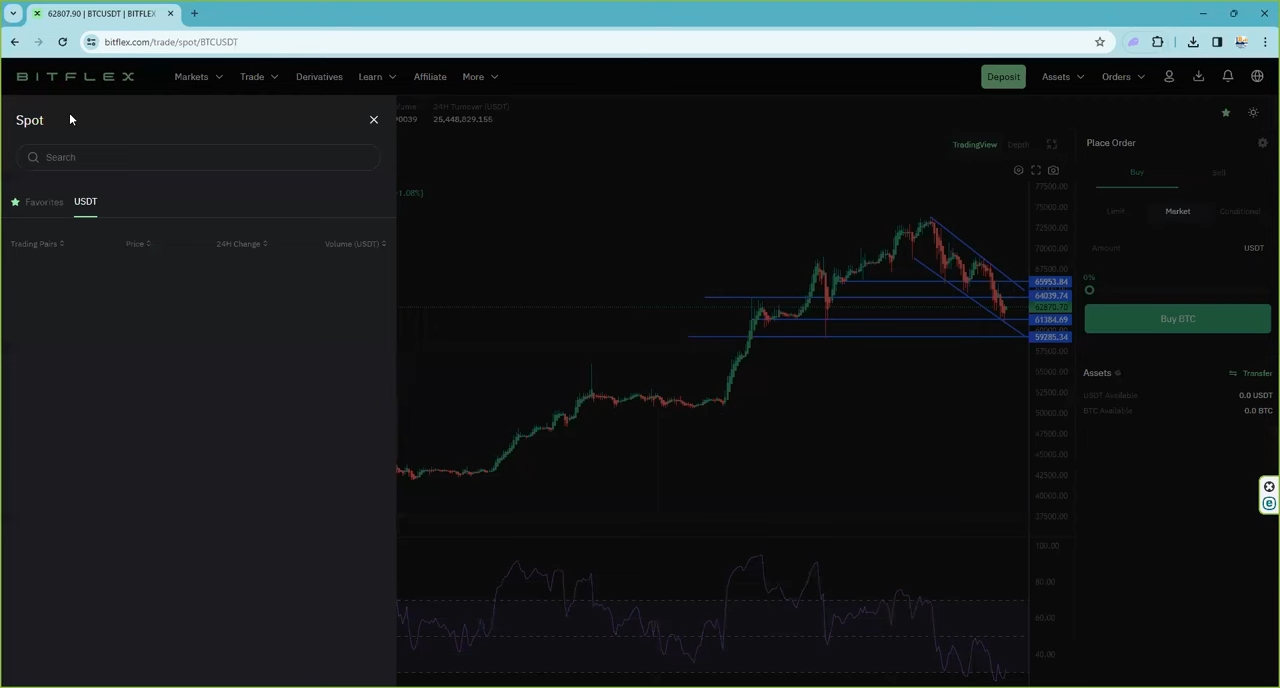 62807.90 | BTCUSDT | BITFLEX
bitflex.com/trade/spot/BTCUSDT
BITFLEX
Markets
Trade
Derivatives
Learn
Affiliate
More
Deposit
Assets
Orders
Spot
Search
Favorites
USDT
Trading Pairs
Price
24H Change
Volume (USDT)
24H Turnover (USDT)
25,448,829.155
TradingView
Depth
77500.00
75000.00
72500.00
70000.00
67500.00
65953.84
64039.74
62870.70
61384.69
59285.34
57500.00
55000.00
52500.00
50000.00
47500.00
45000.00
42500.00
40000.00
37500.00
100.00
80.00
60.00
40.00
Place Order
Buy
Sell
Limit
Market
Conditional
Amount
USDT
0%
Buy BTC
Assets
Transfer
USDT Available
0.0 USDT
BTC Available
0.0 BTC